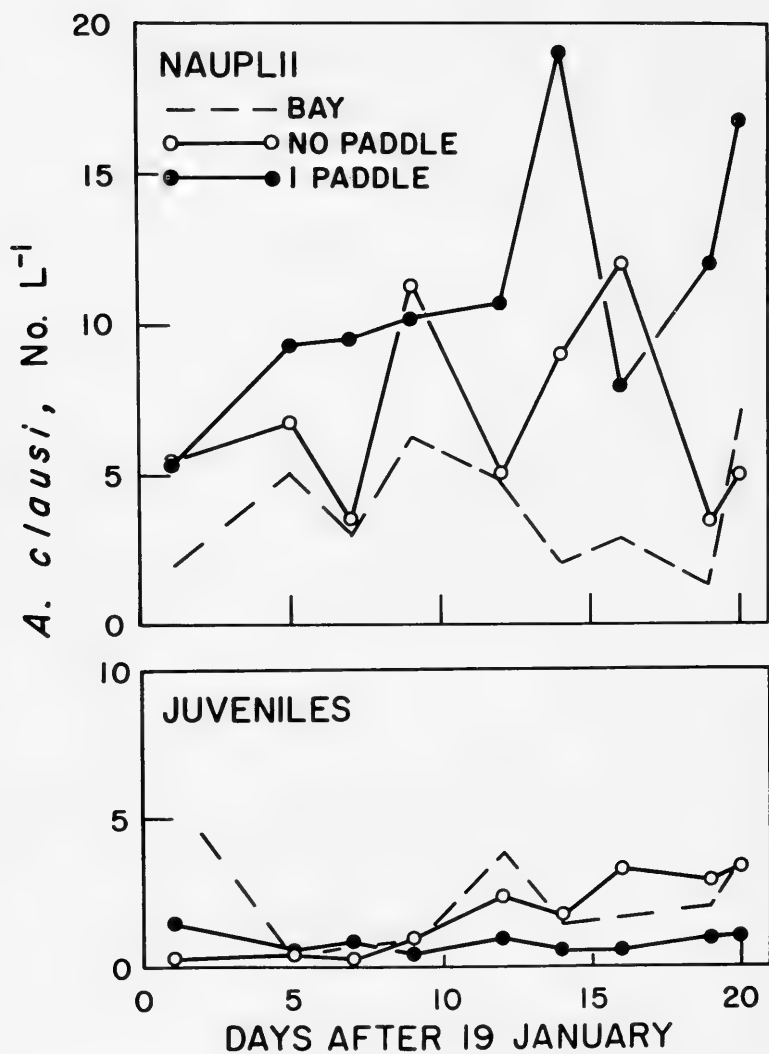 20
15
10
5
0
NAUPLII
BAY
NO PADDLE
1 PADDLE
A. clausi, No. L⁻¹
10
5
0
JUVENILES
0 5 10 15 20
DAYS AFTER 19 JANUARY